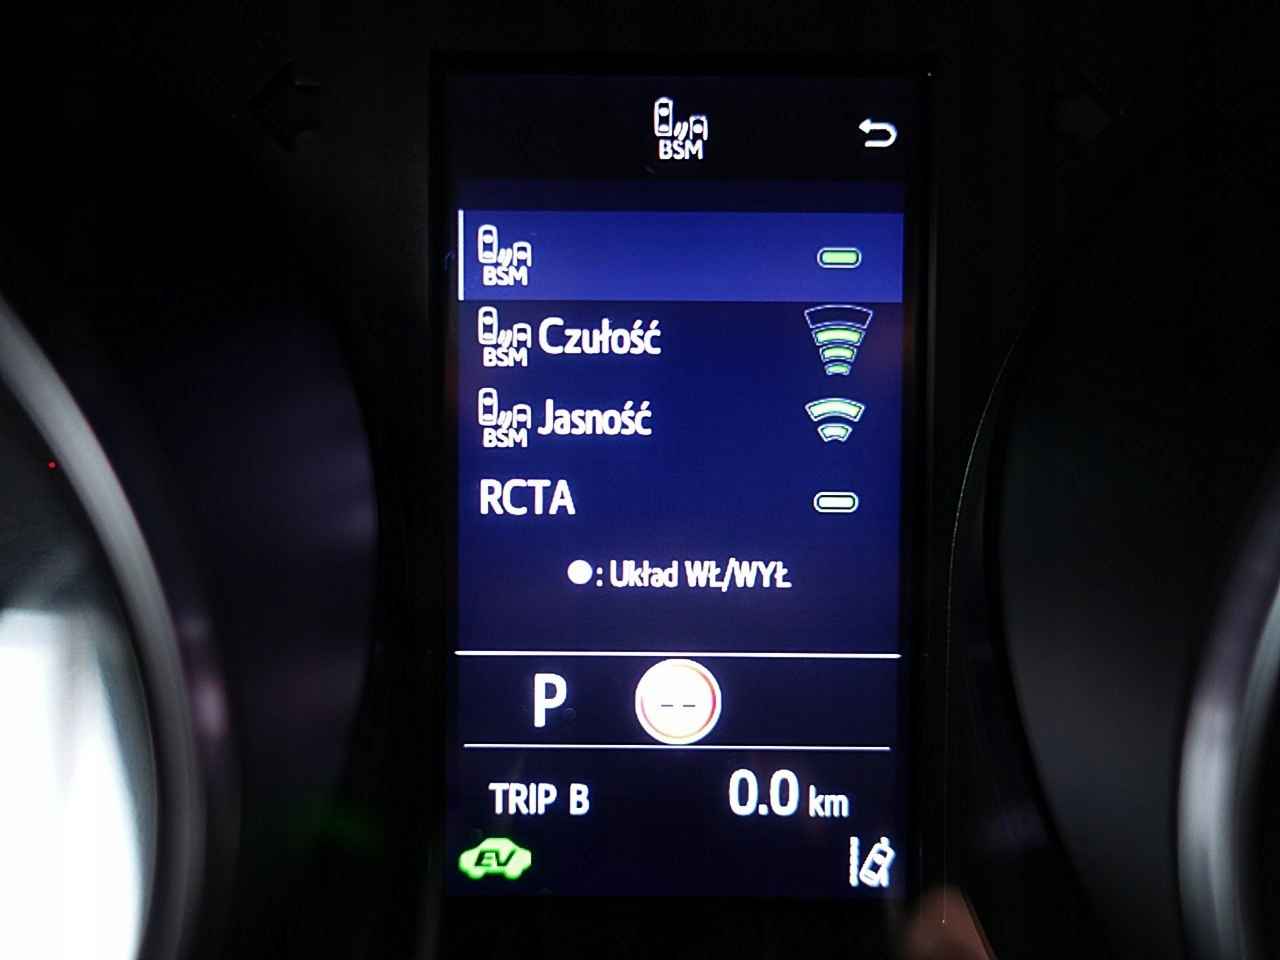 BSM
BSM
BSM Czułość
BSM Jasność
RCTA
●: Układ WŁ/WYŁ
P --
TRIP B 0.0 km
EV